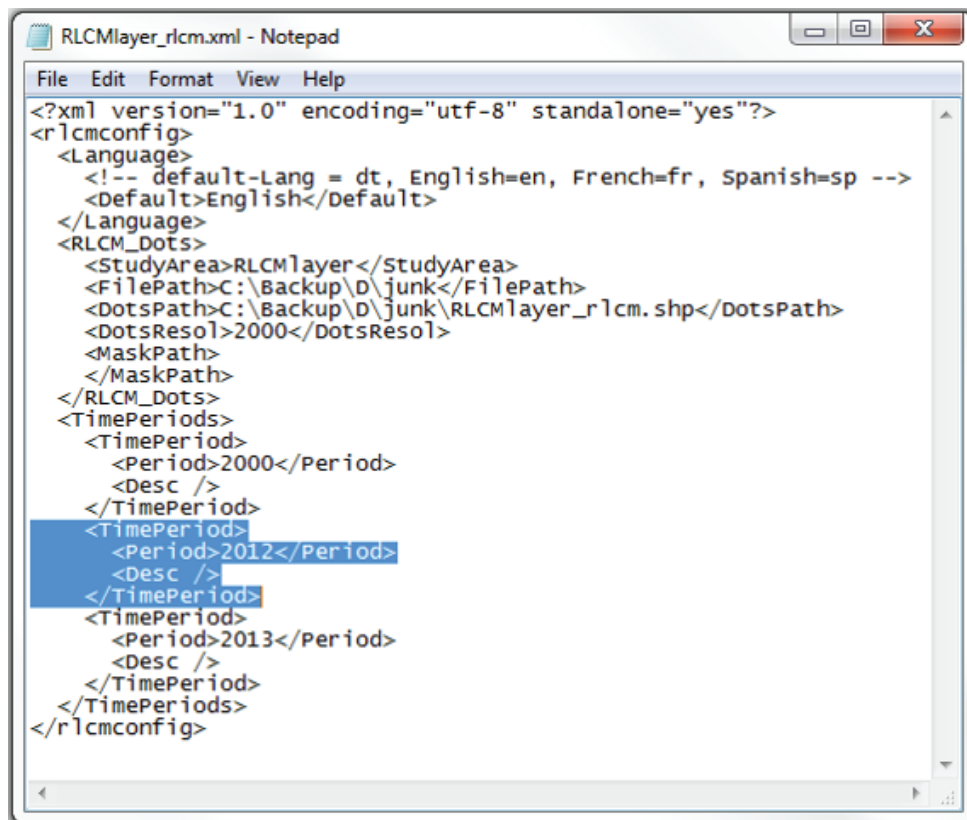 RLCMlayer_rlcm.xml - Notepad
File Edit Format View Help
<?xml version="1.0" encoding="utf-8" standalone="yes"?>
<rlcmconfig>
  <Language>
    <!-- default-Lang = dt, English=en, French=fr, Spanish=sp -->
    <Default>English</Default>
  </Language>
  <RLCM_Dots>
    <StudyArea>RLCMlayer</StudyArea>
    <FilePath>C:\Backup\D\junk</FilePath>
    <DotsPath>C:\Backup\D\junk\RLCMlayer_rlcm.shp</DotsPath>
    <DotsResol>2000</DotsResol>
    <MaskPath>
    </MaskPath>
  </RLCM_Dots>
  <TimePeriods>
    <TimePeriod>
      <Period>2000</Period>
      <Desc />
    </TimePeriod>
    <TimePeriod>
      <Period>2012</Period>
      <Desc />
    </TimePeriod>
    <TimePeriod>
      <Period>2013</Period>
      <Desc />
    </TimePeriod>
  </TimePeriods>
</rlcmconfig>